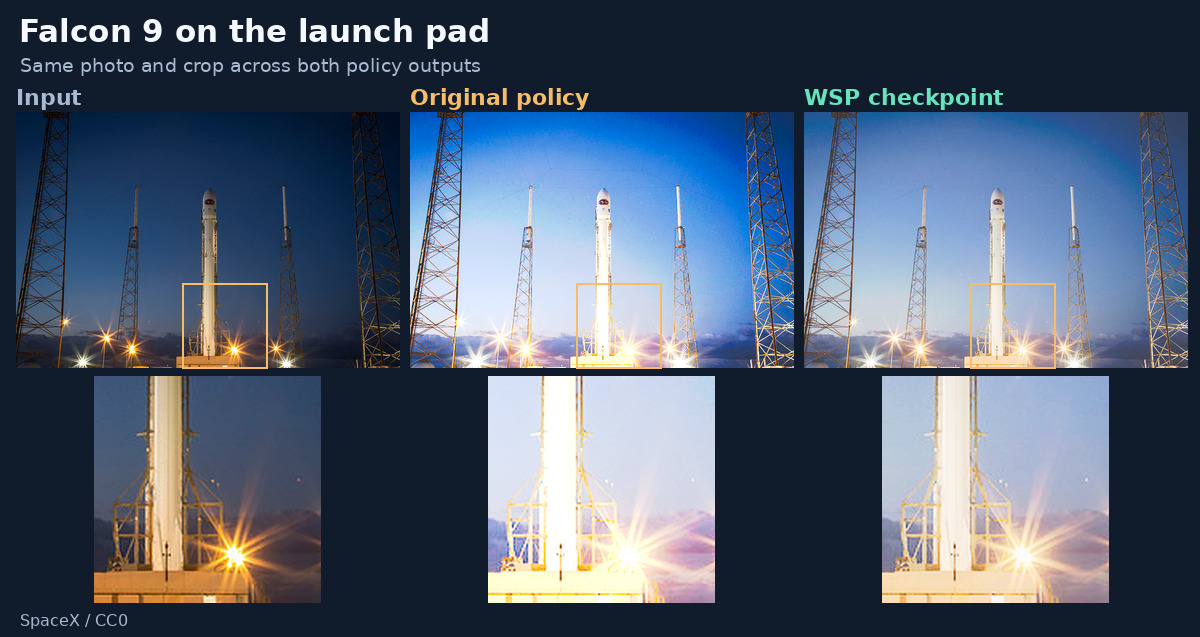 Falcon 9 on the launch pad
Same photo and crop across both policy outputs
Input
Original policy
WSP checkpoint
SpaceX / CC0